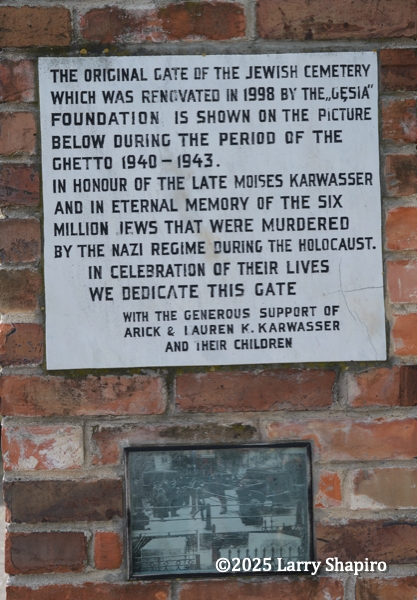 THE ORIGINAL GATE OF THE JEWISH CEMETERY
WHICH WAS RENOVATED IN 1998 BY THE „GĘSIA"
FOUNDATION IS SHOWN ON THE PICTURE
BELOW DURING THE PERIOD OF THE
GHETTO 1940-1943.
IN HONOUR OF THE LATE MOISES KARWASSER
AND IN ETERNAL MEMORY OF THE SIX
MILLION JEWS THAT WERE MURDERED
BY THE NAZI REGIME DURING THE HOLOCAUST.
IN CELEBRATION OF THEIR LIVES
WE DEDICATE THIS GATE
WITH THE GENEROUS SUPPORT OF
ARICK & LAUREN K. KARWASSER
AND THEIR CHILDREN
©2025 Larry Shapiro